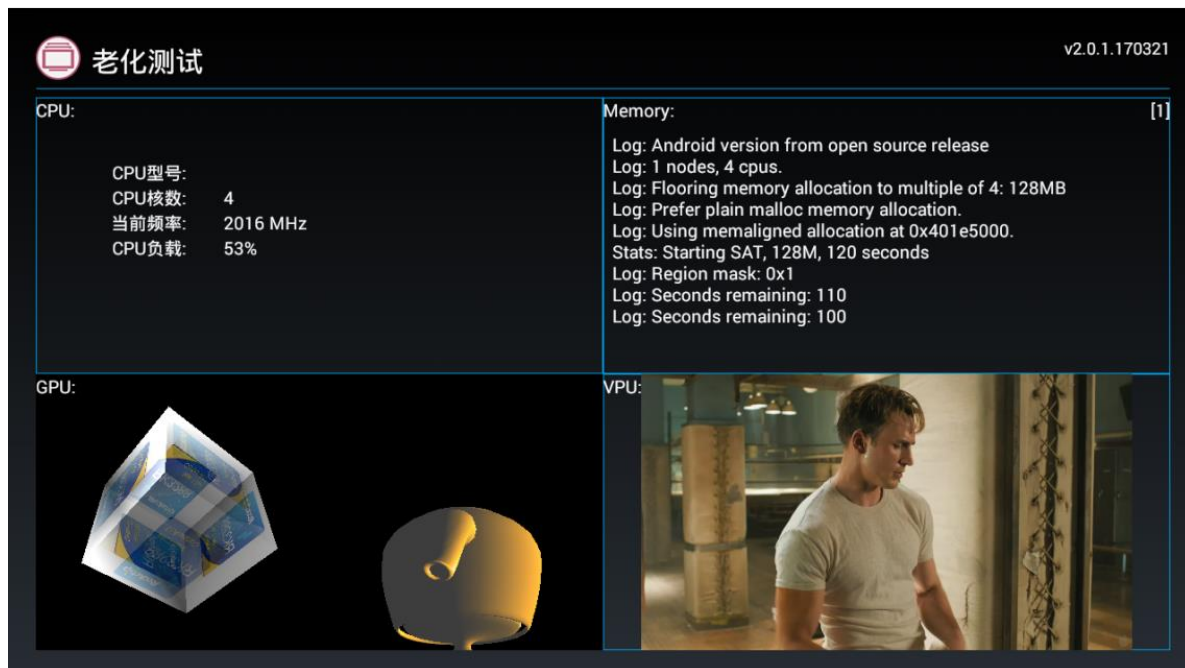 老化测试
v2.0.1.170321
CPU:
CPU型号:
CPU核数: 4
当前频率: 2016 MHz
CPU负载: 53%
Memory:
[1]
Log: Android version from open source release
Log: 1 nodes, 4 cpus.
Log: Flooring memory allocation to multiple of 4: 128MB
Log: Prefer plain malloc memory allocation.
Log: Using memaligned allocation at 0x401e5000.
Stats: Starting SAT, 128M, 120 seconds
Log: Region mask: 0x1
Log: Seconds remaining: 110
Log: Seconds remaining: 100
GPU:
VPU: